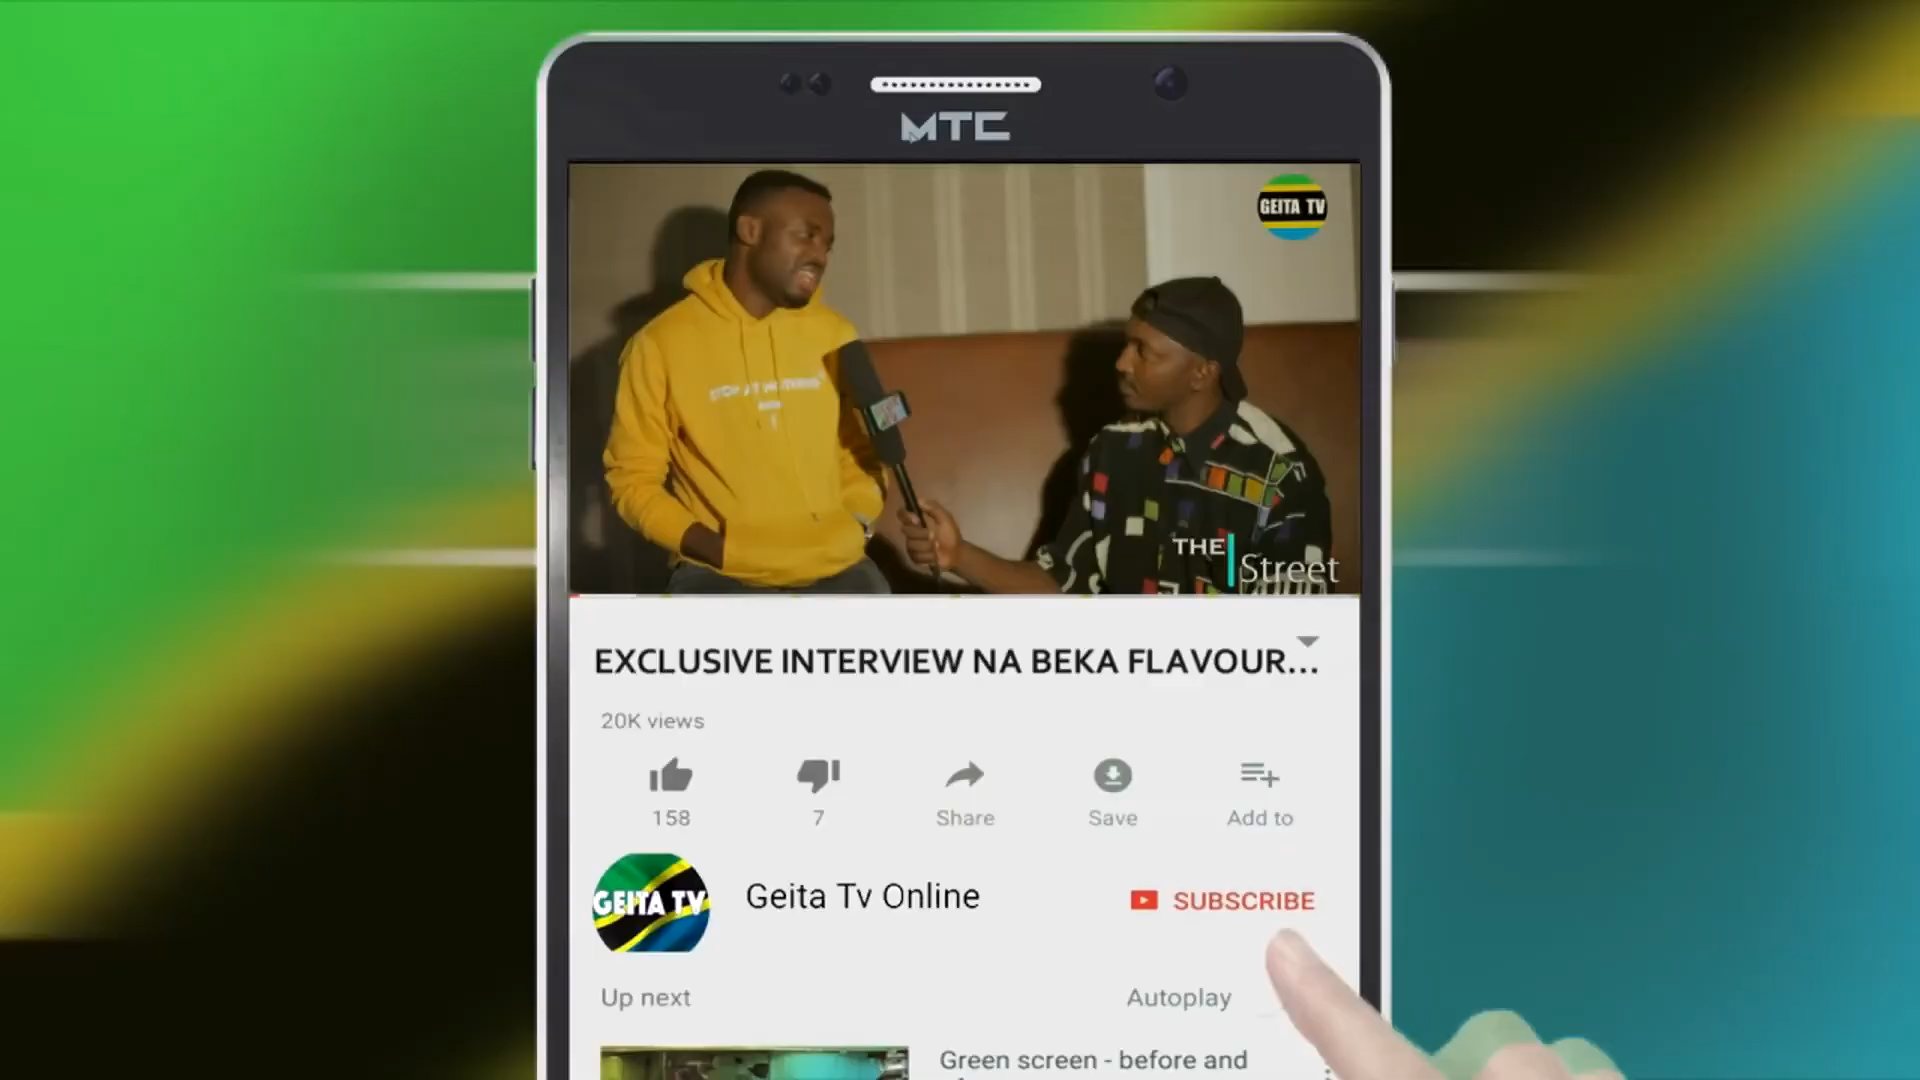 MTC
GEITA TV
THE
Street
EXCLUSIVE INTERVIEW NA BEKA FLAVOUR...
20K views
158
7
Share
Save
Add to
GEITA TV
Geita Tv Online
SUBSCRIBE
Up next
Autoplay
Green screen - before and